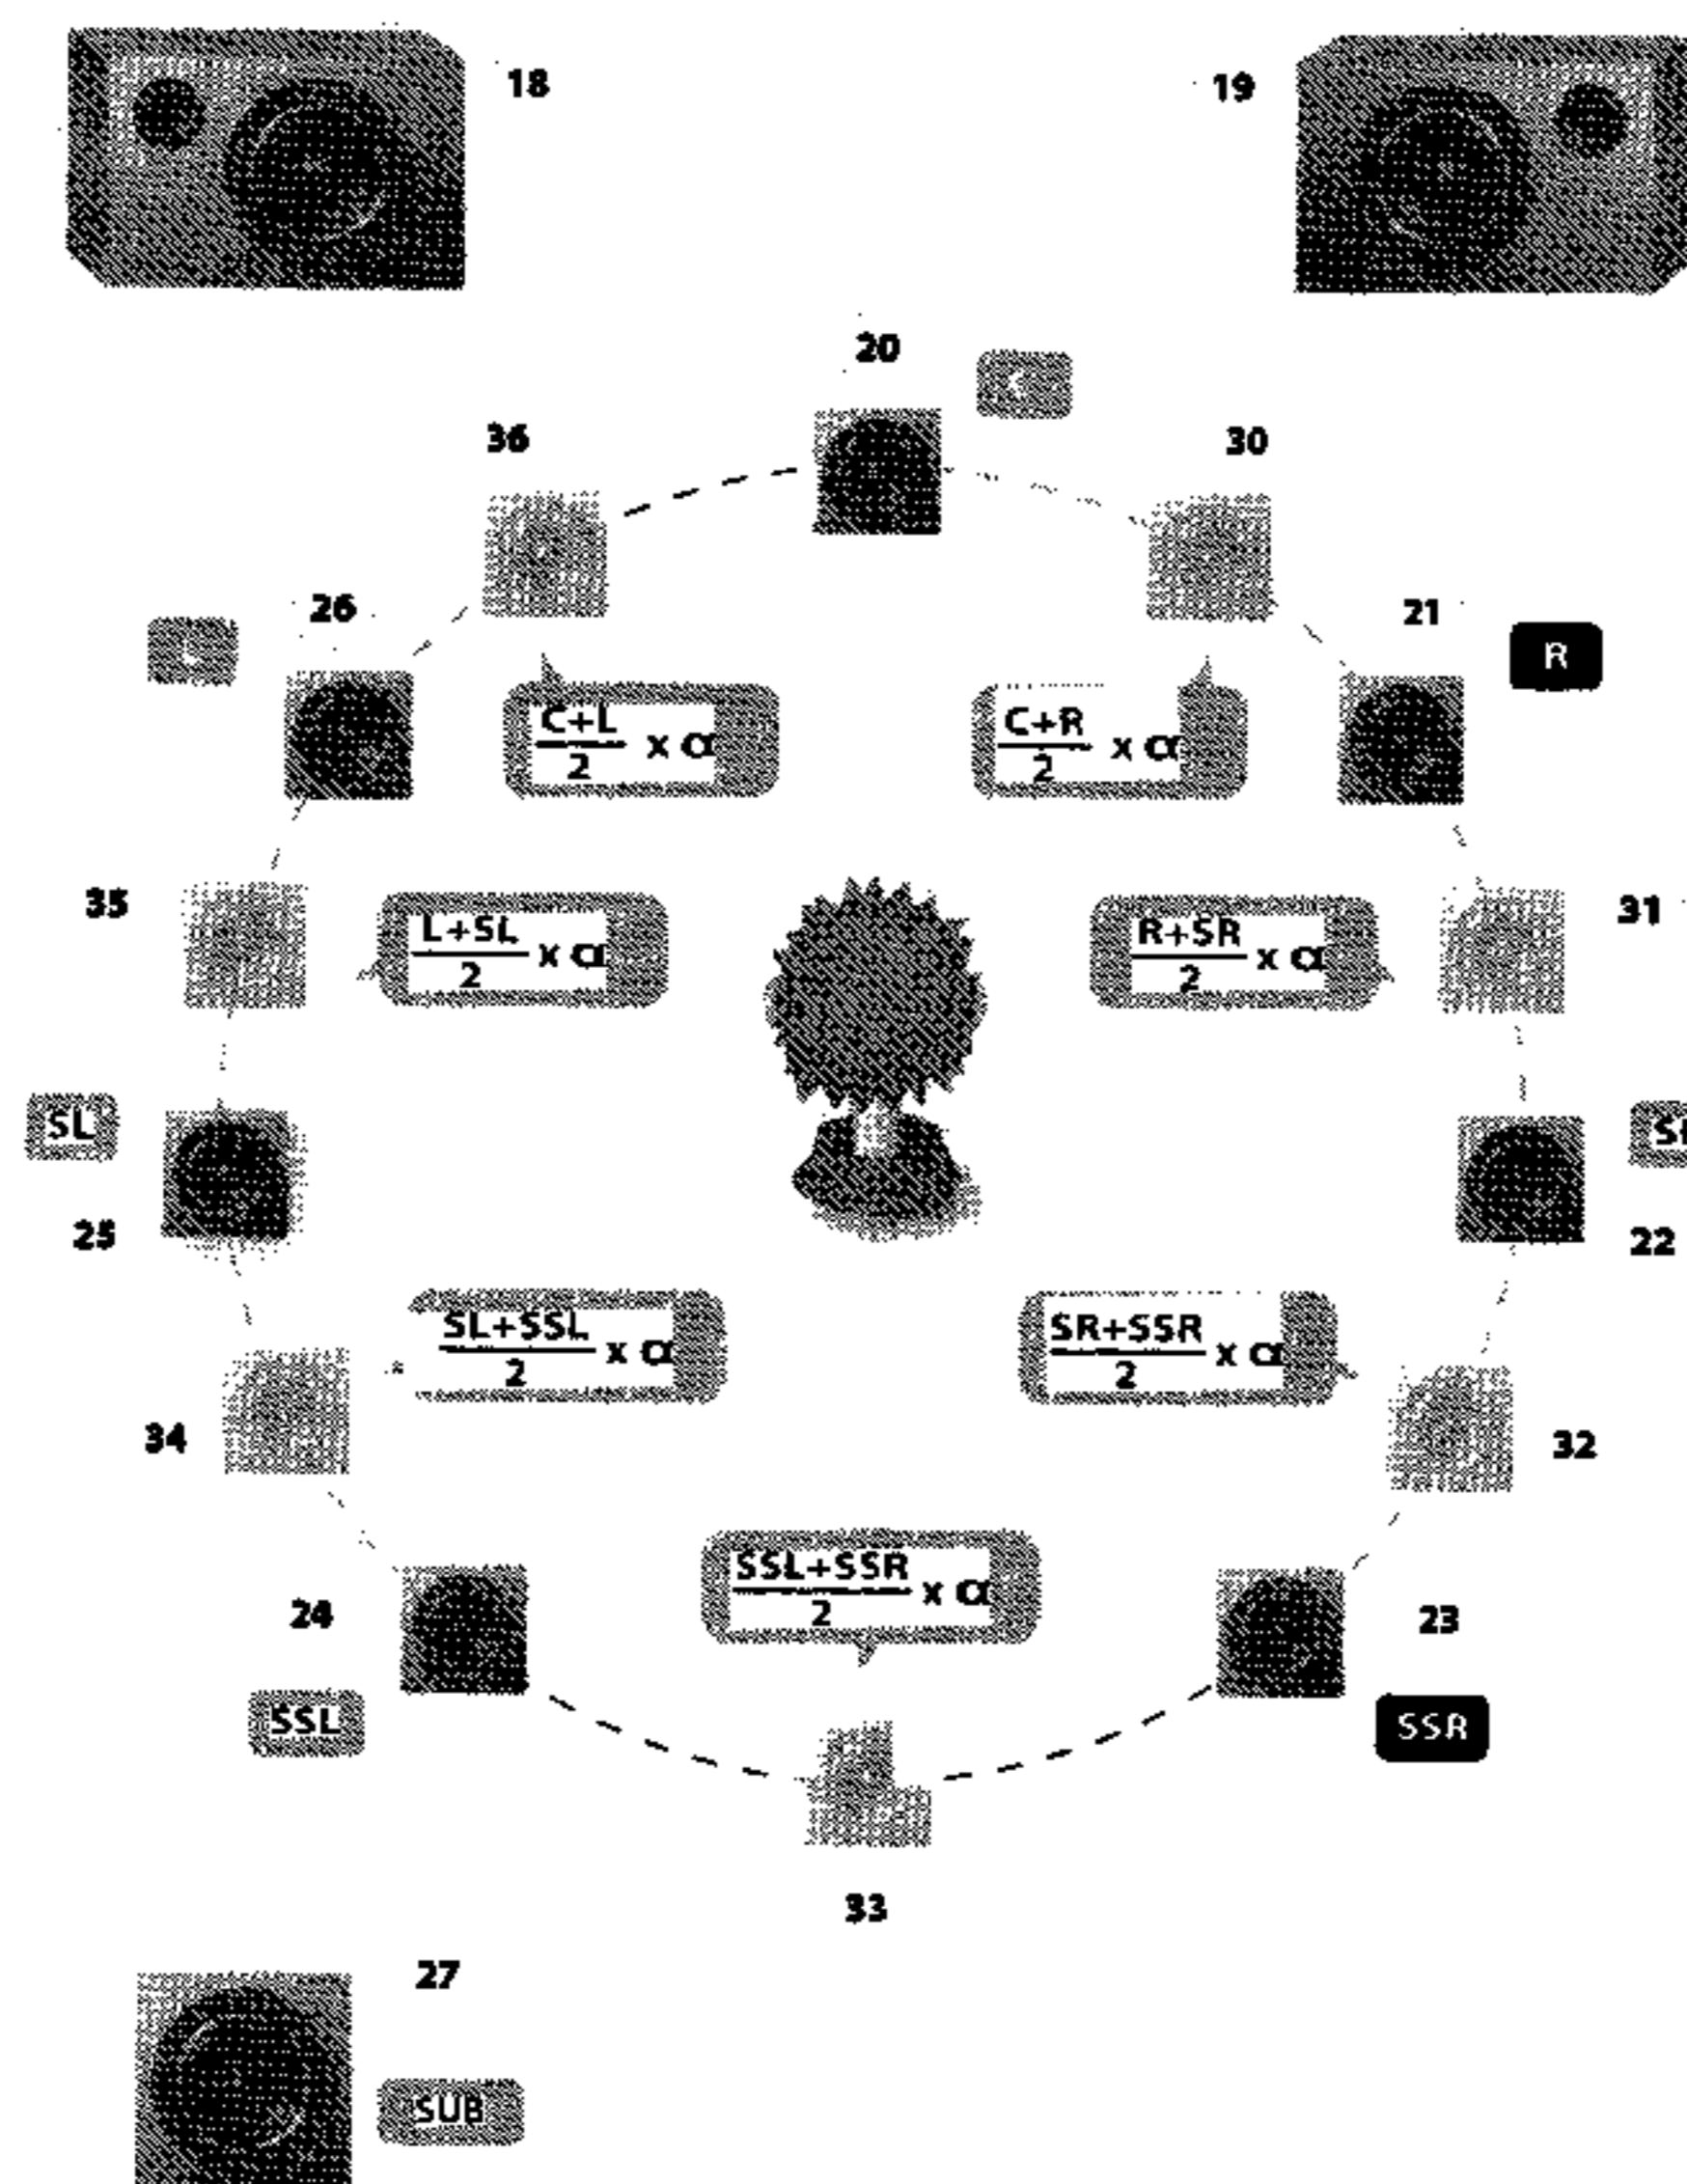 18
19
20
C
36
30
26
21
L
R
C+L
2
x α
C+R
2
x α
35
31
L+SL
2
x α
R+SR
2
x α
SL
25
22
SL+SSL
2
x α
SR+SSR
2
x α
34
32
SSL+SSR
2
x α
24
23
SSL
SSR
33
27
SUB